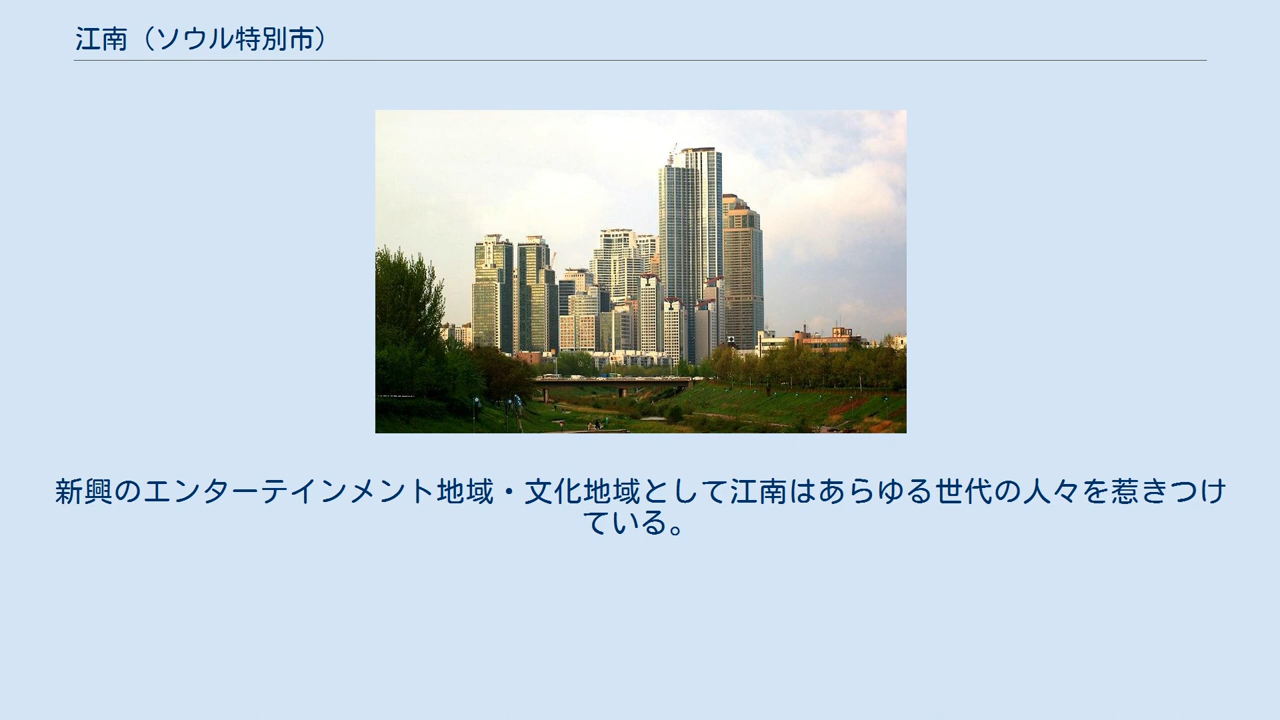 江南（ソウル特別市）
新興のエンターテインメント地域・文化地域として江南はあらゆる世代の人々を惹きつけ
ている。